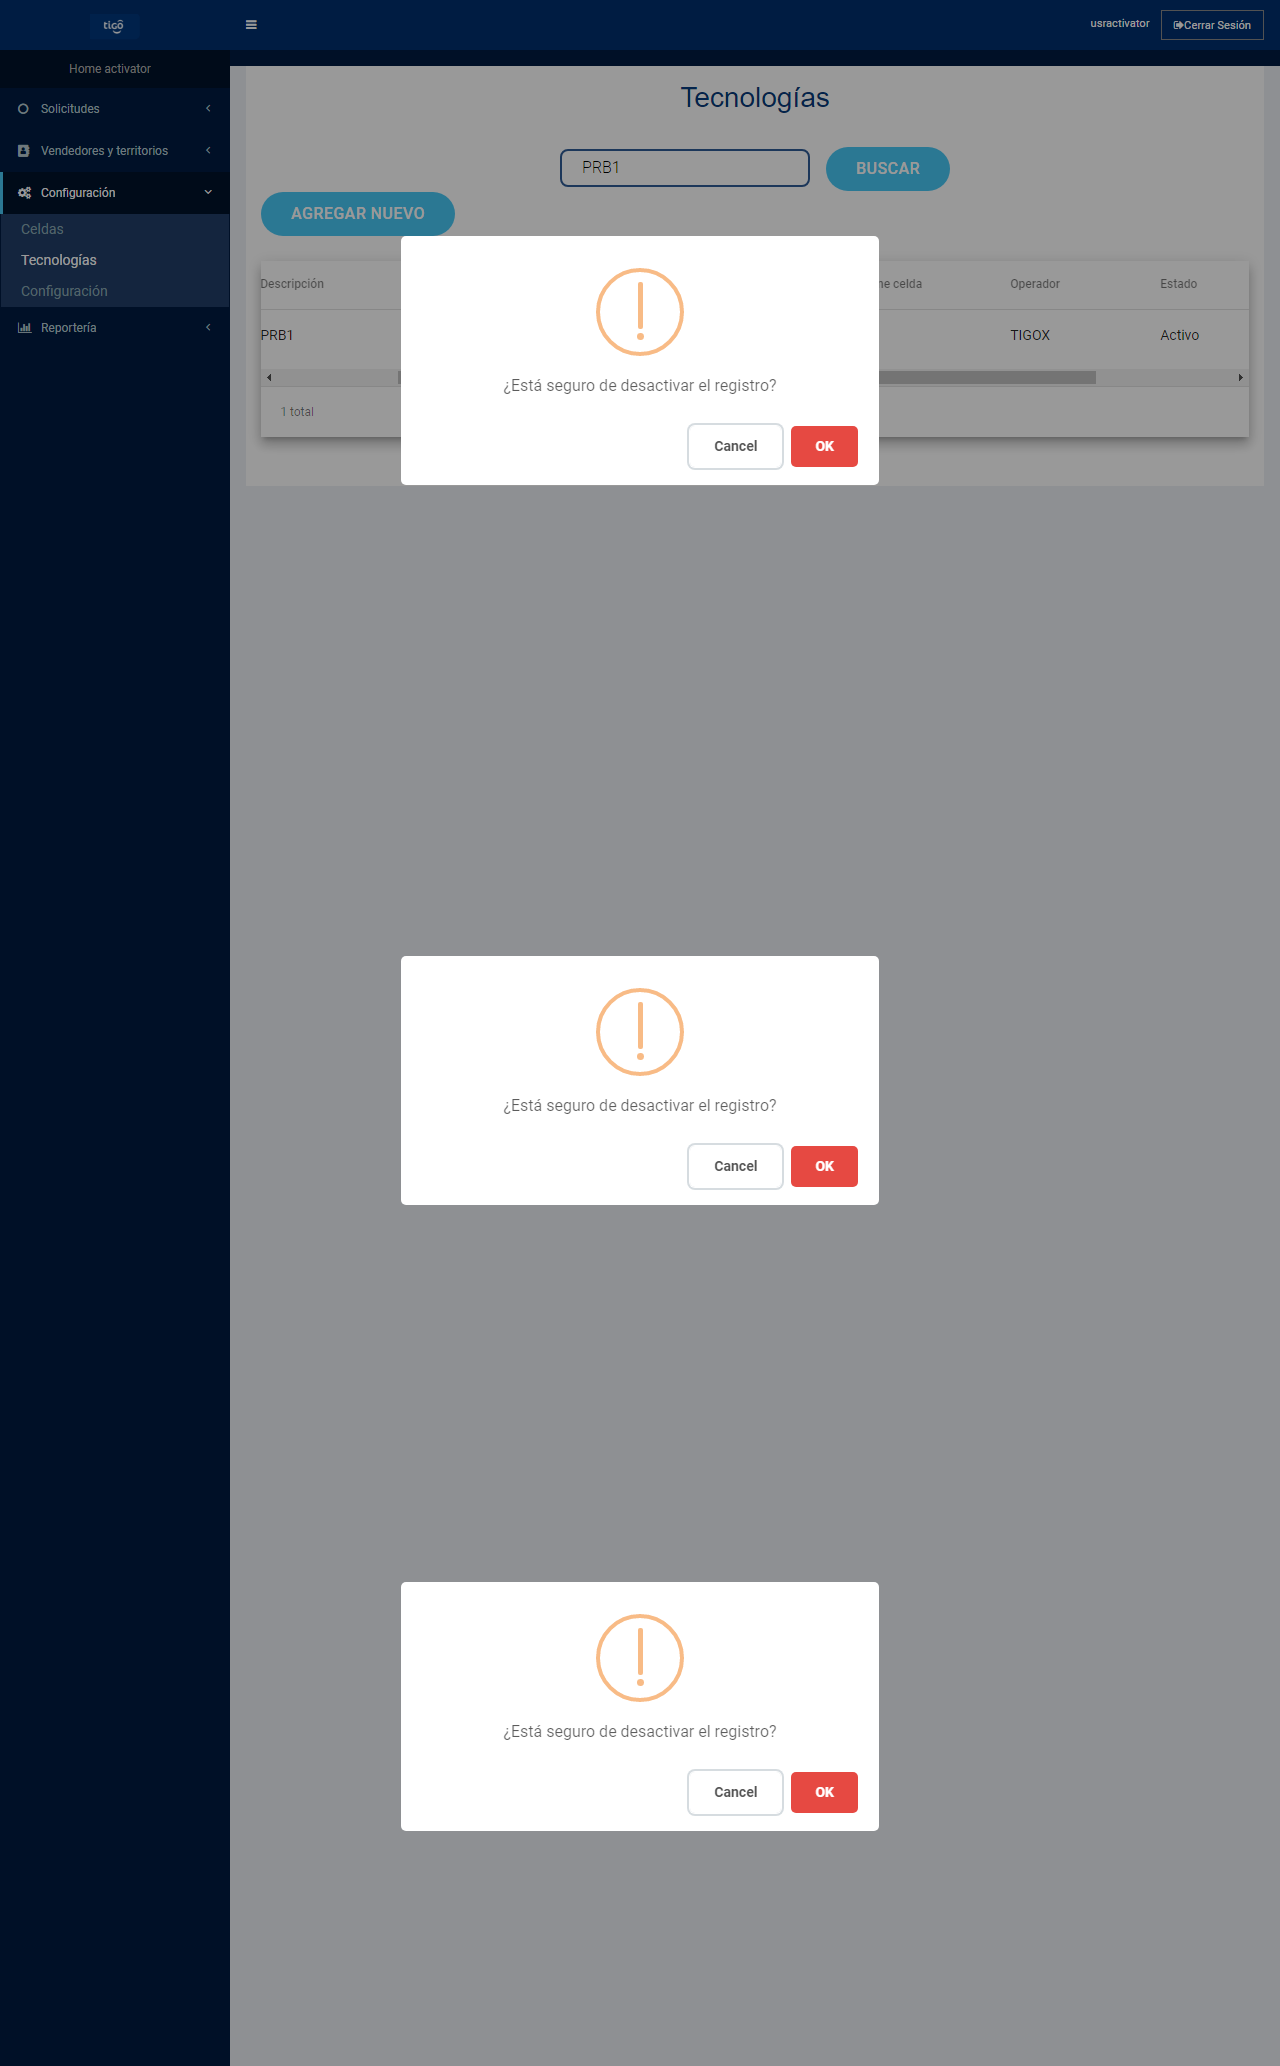 tigo
usractivator
Cerrar Sesión
Home activator
Solicitudes
Vendedores y territorios
Configuración
Celdas
Tecnologías
Configuración
Reportería
Tecnologías
PRB1
BUSCAR
AGREGAR NUEVO
Descripción
ne celda
Operador
Estado
PRB1
TIGOX
Activo
1 total
¿Está seguro de desactivar el registro?
Cancel
OK
¿Está seguro de desactivar el registro?
Cancel
OK
¿Está seguro de desactivar el registro?
Cancel
OK